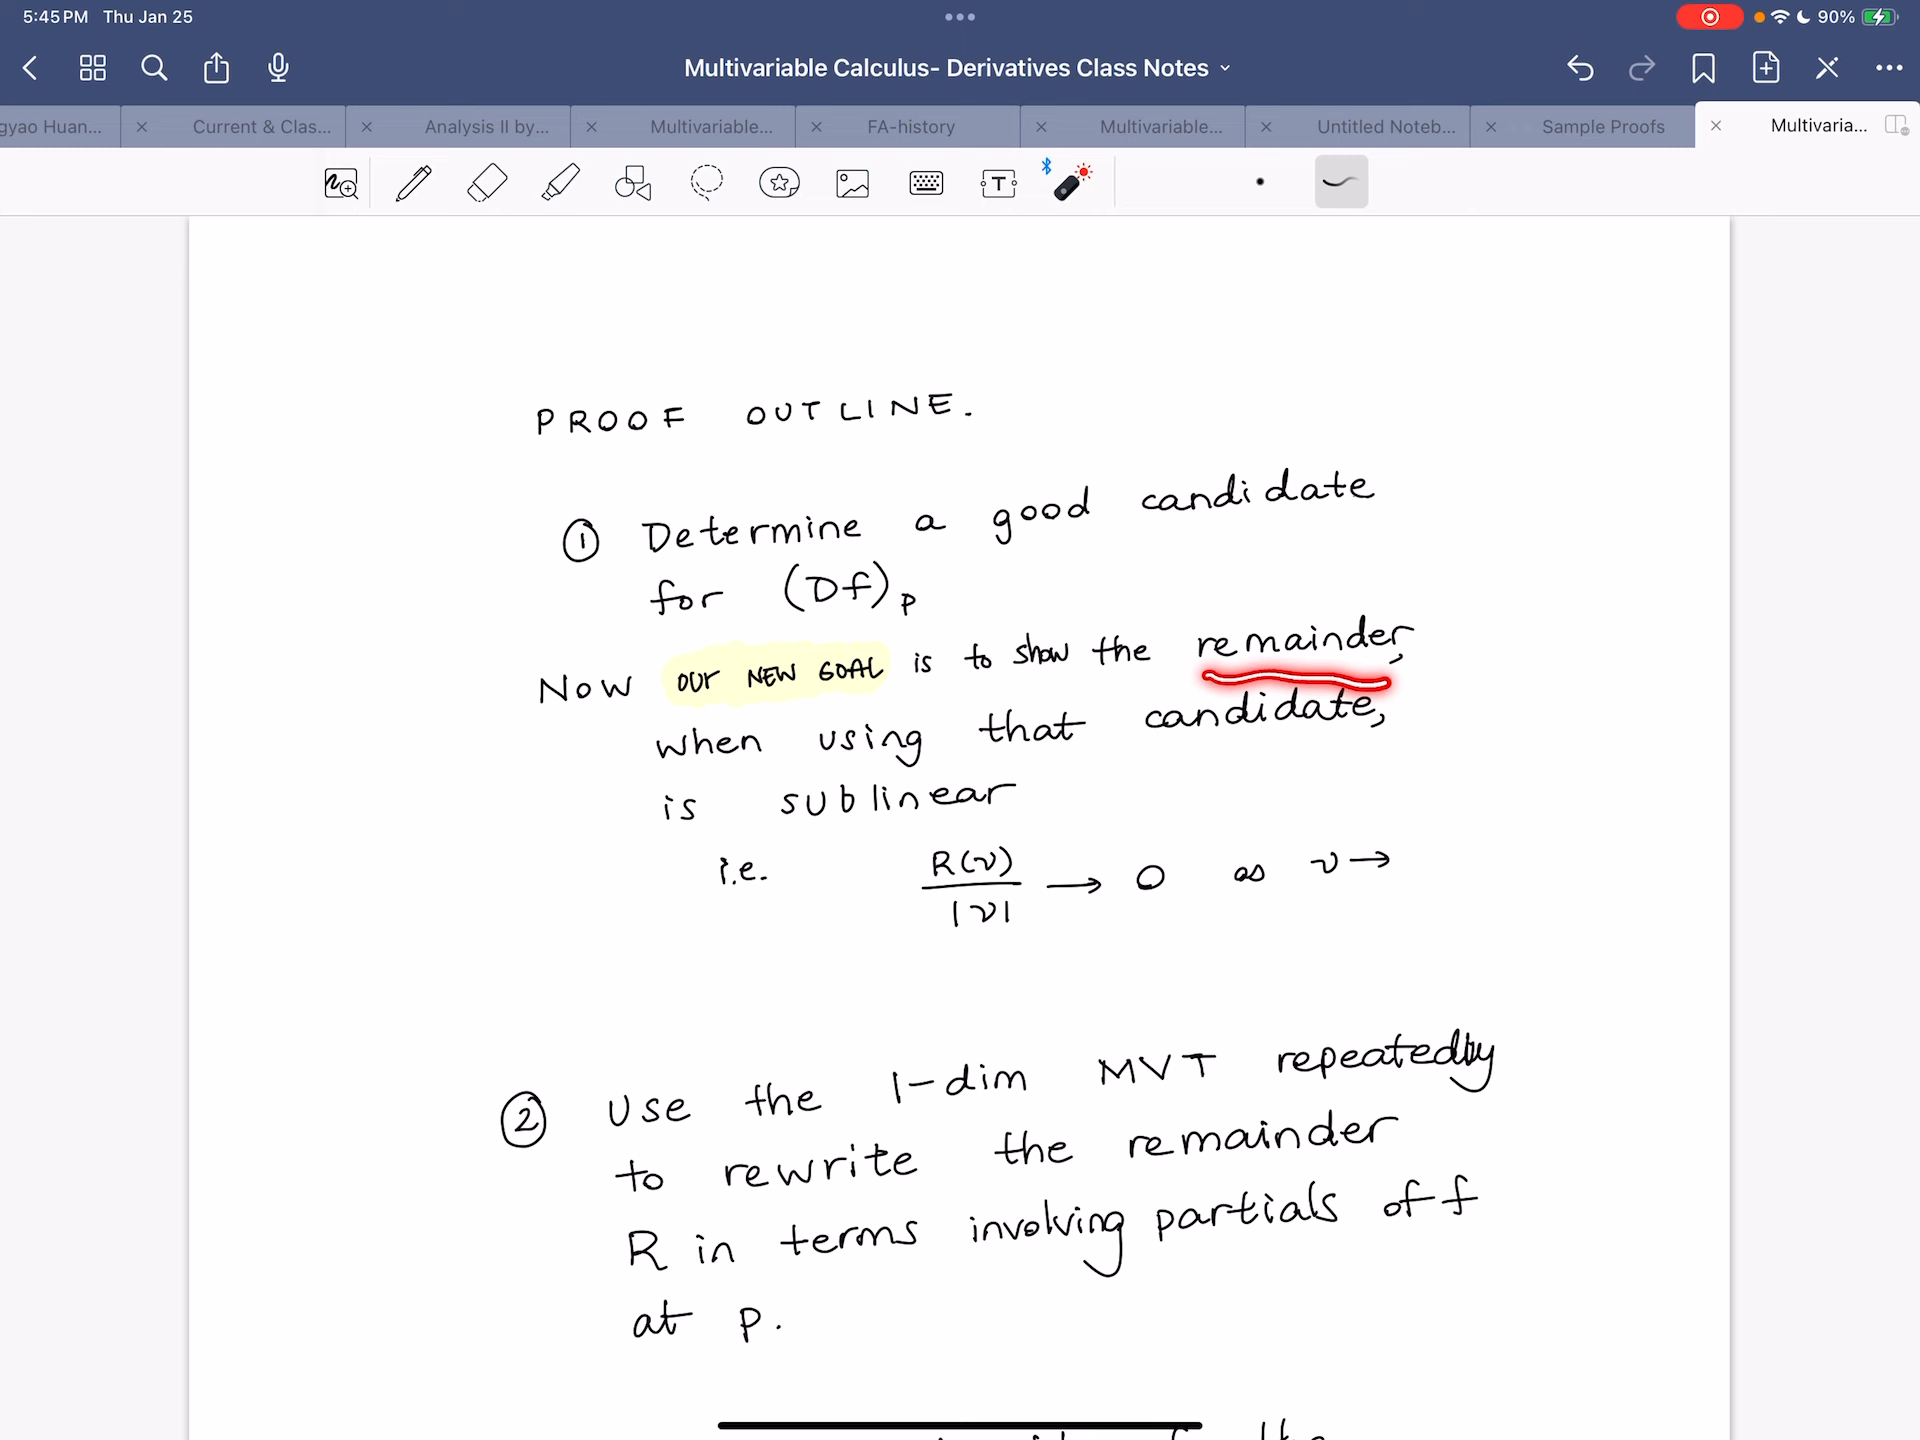 5:45 PM Thu Jan 25
90%
Multivariable Calculus- Derivatives Class Notes
gyao Huan...
Current & Clas...
Analysis II by...
Multivariable...
FA-history
Multivariable...
Untitled Noteb...
Sample Proofs
Multivaria...
PROOF OUTLINE.
① Determine a good candidate
for (Df)p
Now our NEW GOAL is to show the remainder,
when using that candidate,
is sublinear
i.e. R(v)/|v| → 0 as v →
② Use the 1-dim MVT repeatedly
to rewrite the remainder
R in terms involving partials of f
at p.